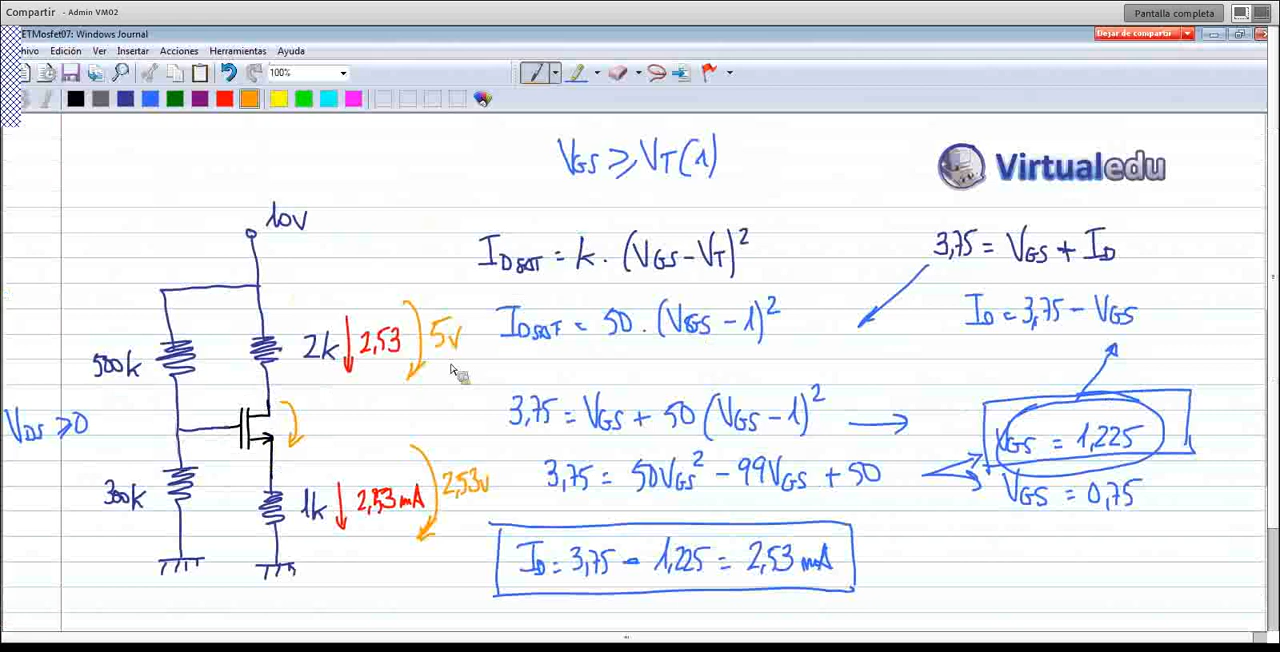 Compartir - Admin VM02
Pantalla completa
ETMosfet07: Windows Journal
Dejar de compartir
hivo Edición Ver Insertar Acciones Herramientas Ayuda
100%
VGS ≥ VT (1)
Virtualedu
10V
ID SAT = k · (VGS - VT)²
3,75 = VGS + ID
ID SAT = 50 · (VGS - 1)²
ID = 3,75 - VGS
500k
2k
2,53
5v
VDS ≥ 0
3,75 = VGS + 50 (VGS - 1)²
VGS = 1,225
3,75 = 50VGS² - 99VGS + 50
VGS = 0,75
300k
1k
2,53 mA
2,53v
ID = 3,75 - 1,225 = 2,53 mA